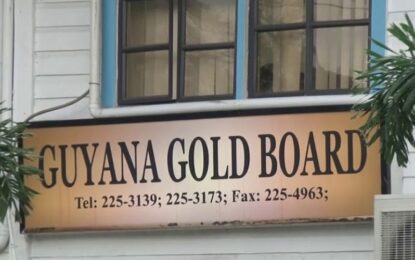 GUYANA GOLD BOARD
Tel: 225-3139; 225-3173; Fax: 225-4963;